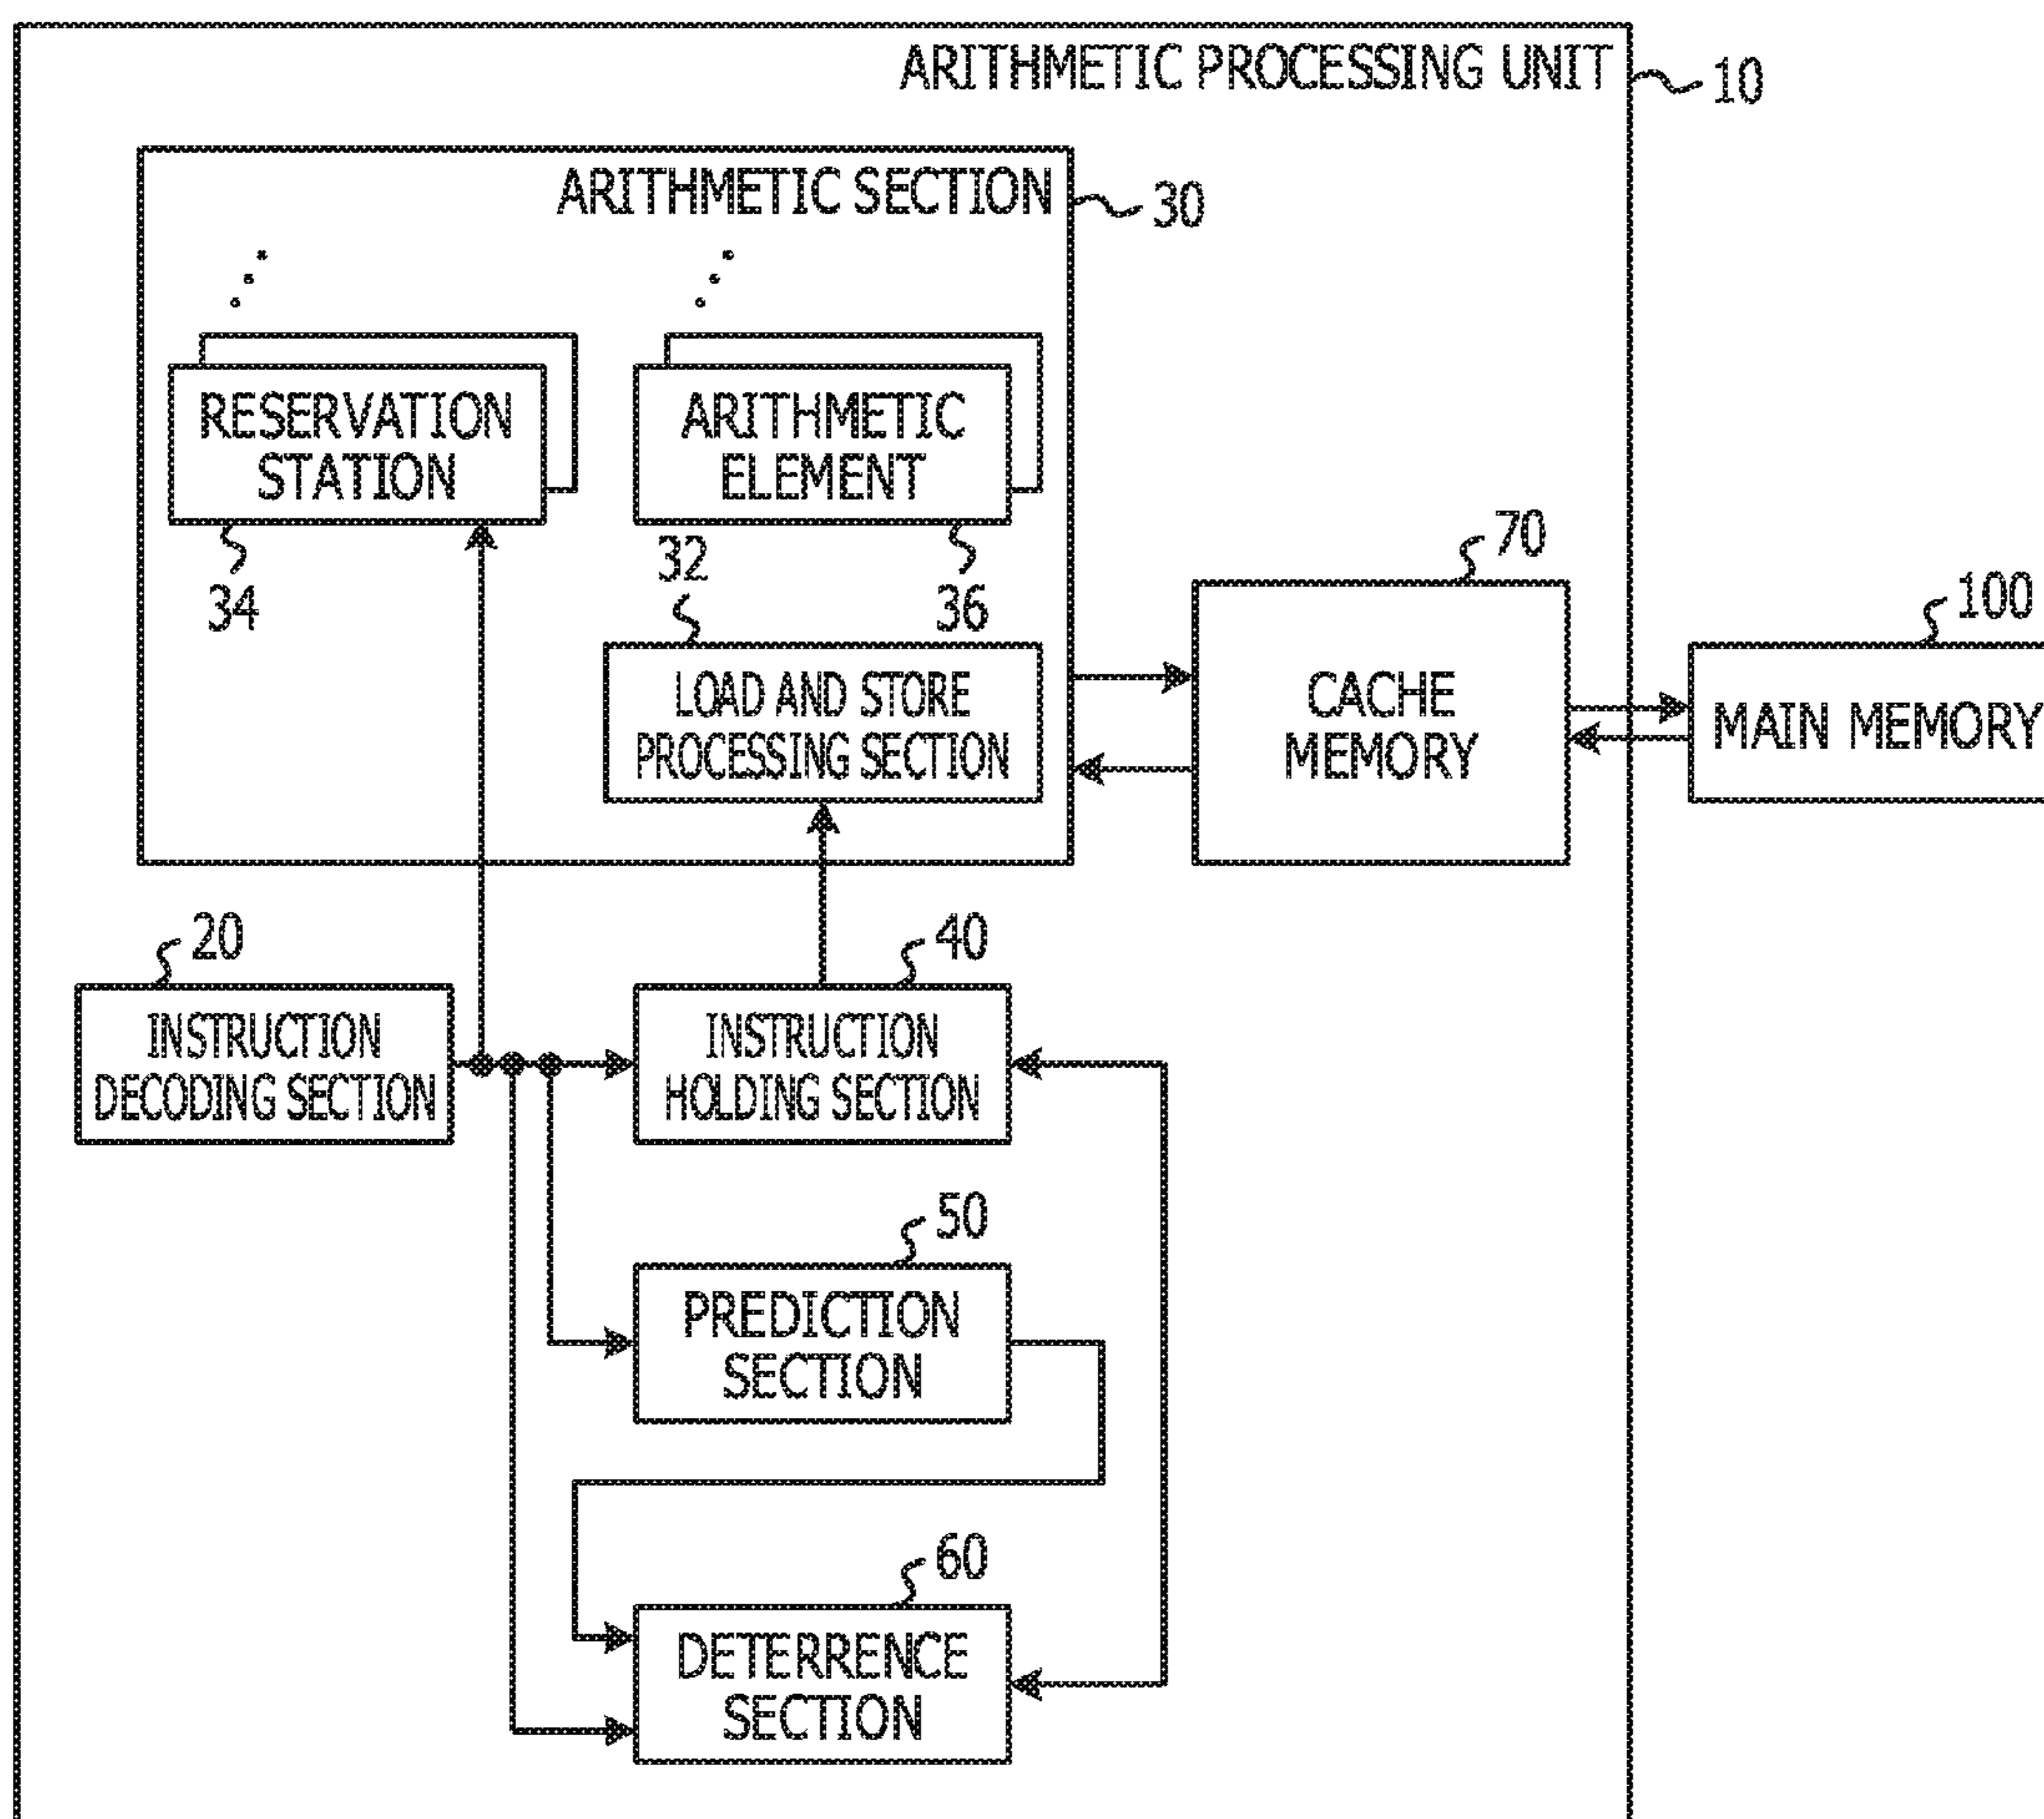 ARITHMETIC PROCESSING UNIT
10
ARITHMETIC SECTION
30
RESERVATION
STATION
34
ARITHMETIC
ELEMENT
36
32
LOAD AND STORE
PROCESSING SECTION
70
CACHE
MEMORY
100
MAIN MEMORY
20
INSTRUCTION
DECODING SECTION
40
INSTRUCTION
HOLDING SECTION
50
PREDICTION
SECTION
60
DETERRENCE
SECTION